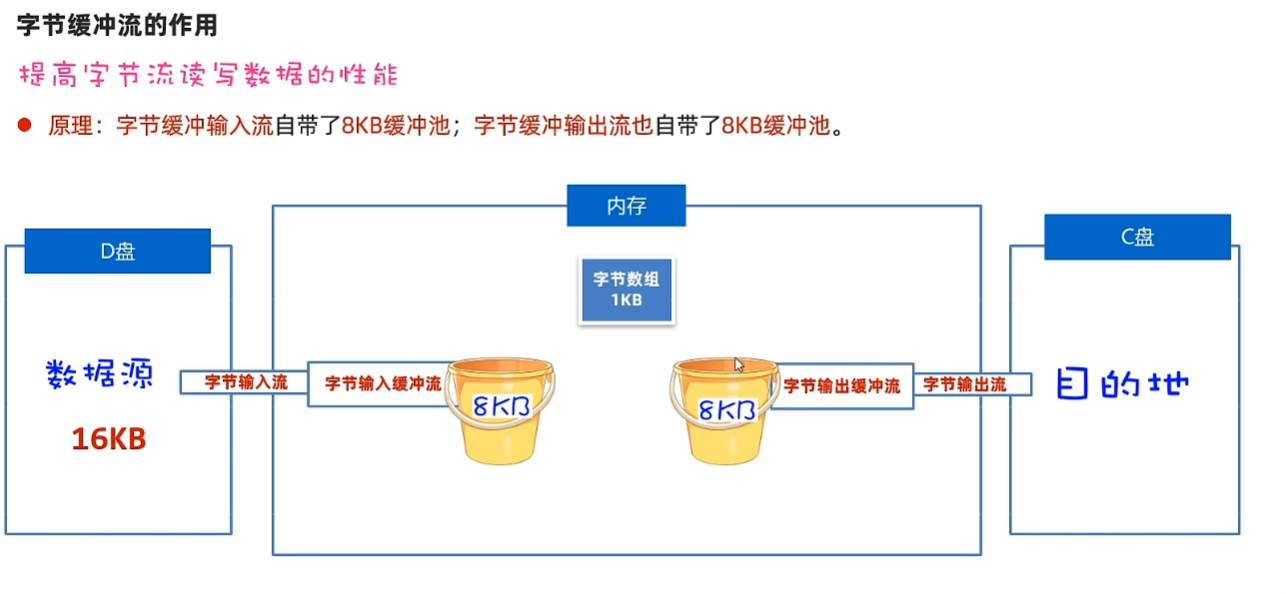 字节缓冲流的作用
提高字节流读写数据的性能
原理：字节缓冲输入流自带了8KB缓冲池；字节缓冲输出流也自带了8KB缓冲池。
内存
D盘
C盘
字节数组
1KB
数据源
字节输入流
字节输入缓冲流
8KB
8KB
字节输出缓冲流
字节输出流
目的地
16KB